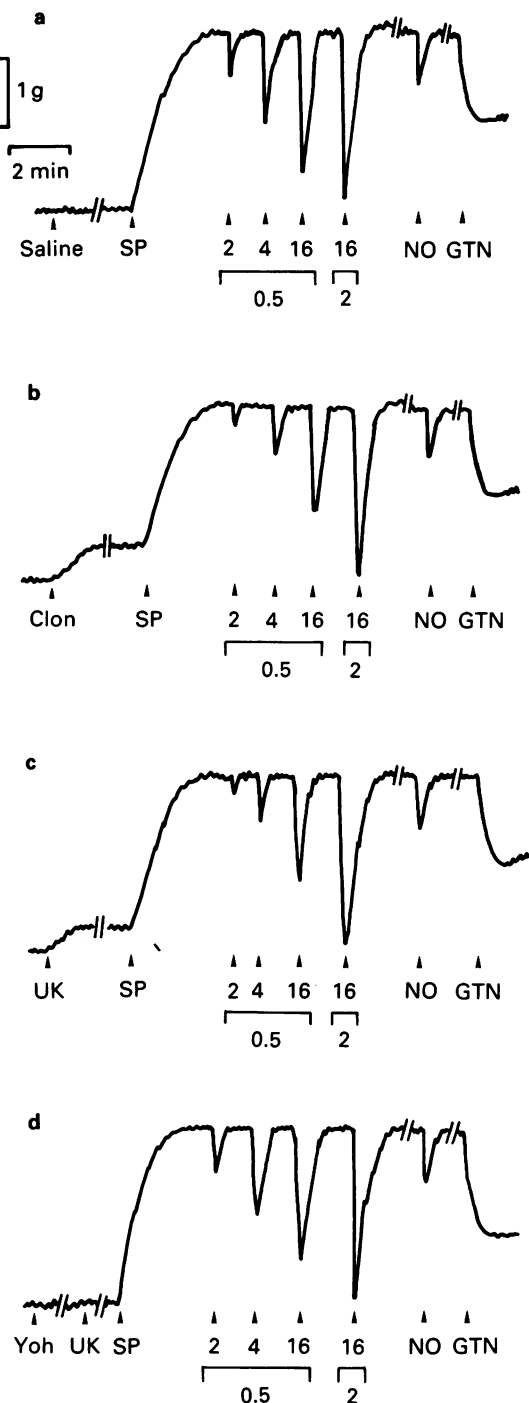 a
1 g
2 min
Saline SP 2 4 16 16 NO GTN
0.5 2
b
Clon SP 2 4 16 16 NO GTN
0.5 2
c
UK SP 2 4 16 16 NO GTN
0.5 2
d
Yoh UK SP 2 4 16 16 NO GTN
0.5 2